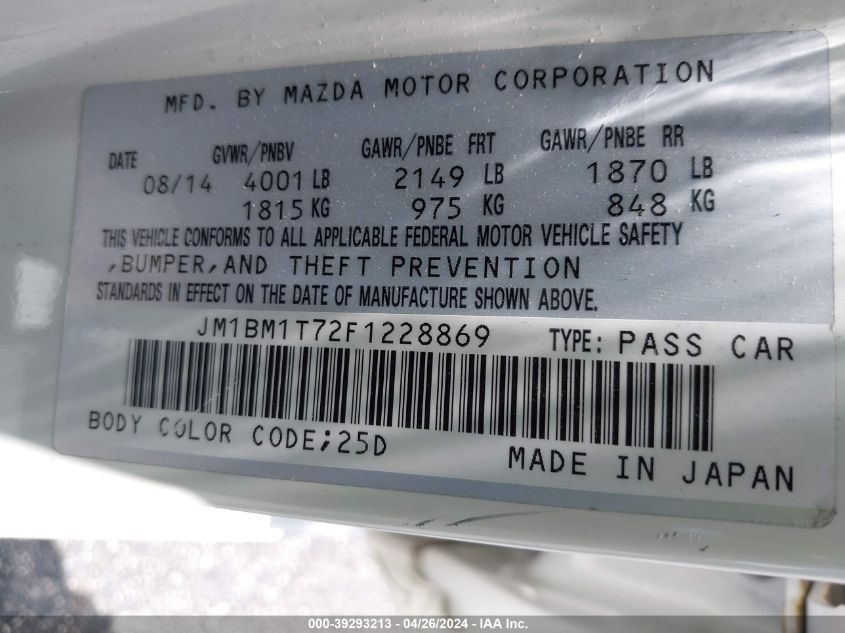 MFD. BY MAZDA MOTOR CORPORATION
DATE GVWR/PNBV GAWR/PNBE FRT GAWR/PNBE RR
08/14 4001 LB 2149 LB 1870 LB
1815 KG 975 KG 848 KG
THIS VEHICLE CONFORMS TO ALL APPLICABLE FEDERAL MOTOR VEHICLE SAFETY
,BUMPER,AND THEFT PREVENTION
STANDARDS IN EFFECT ON THE DATE OF MANUFACTURE SHOWN ABOVE.
JM1BM1T72F1228869 TYPE: PASS CAR
BODY COLOR CODE;25D
MADE IN JAPAN
000-39293213 - 04/26/2024 - IAA Inc.